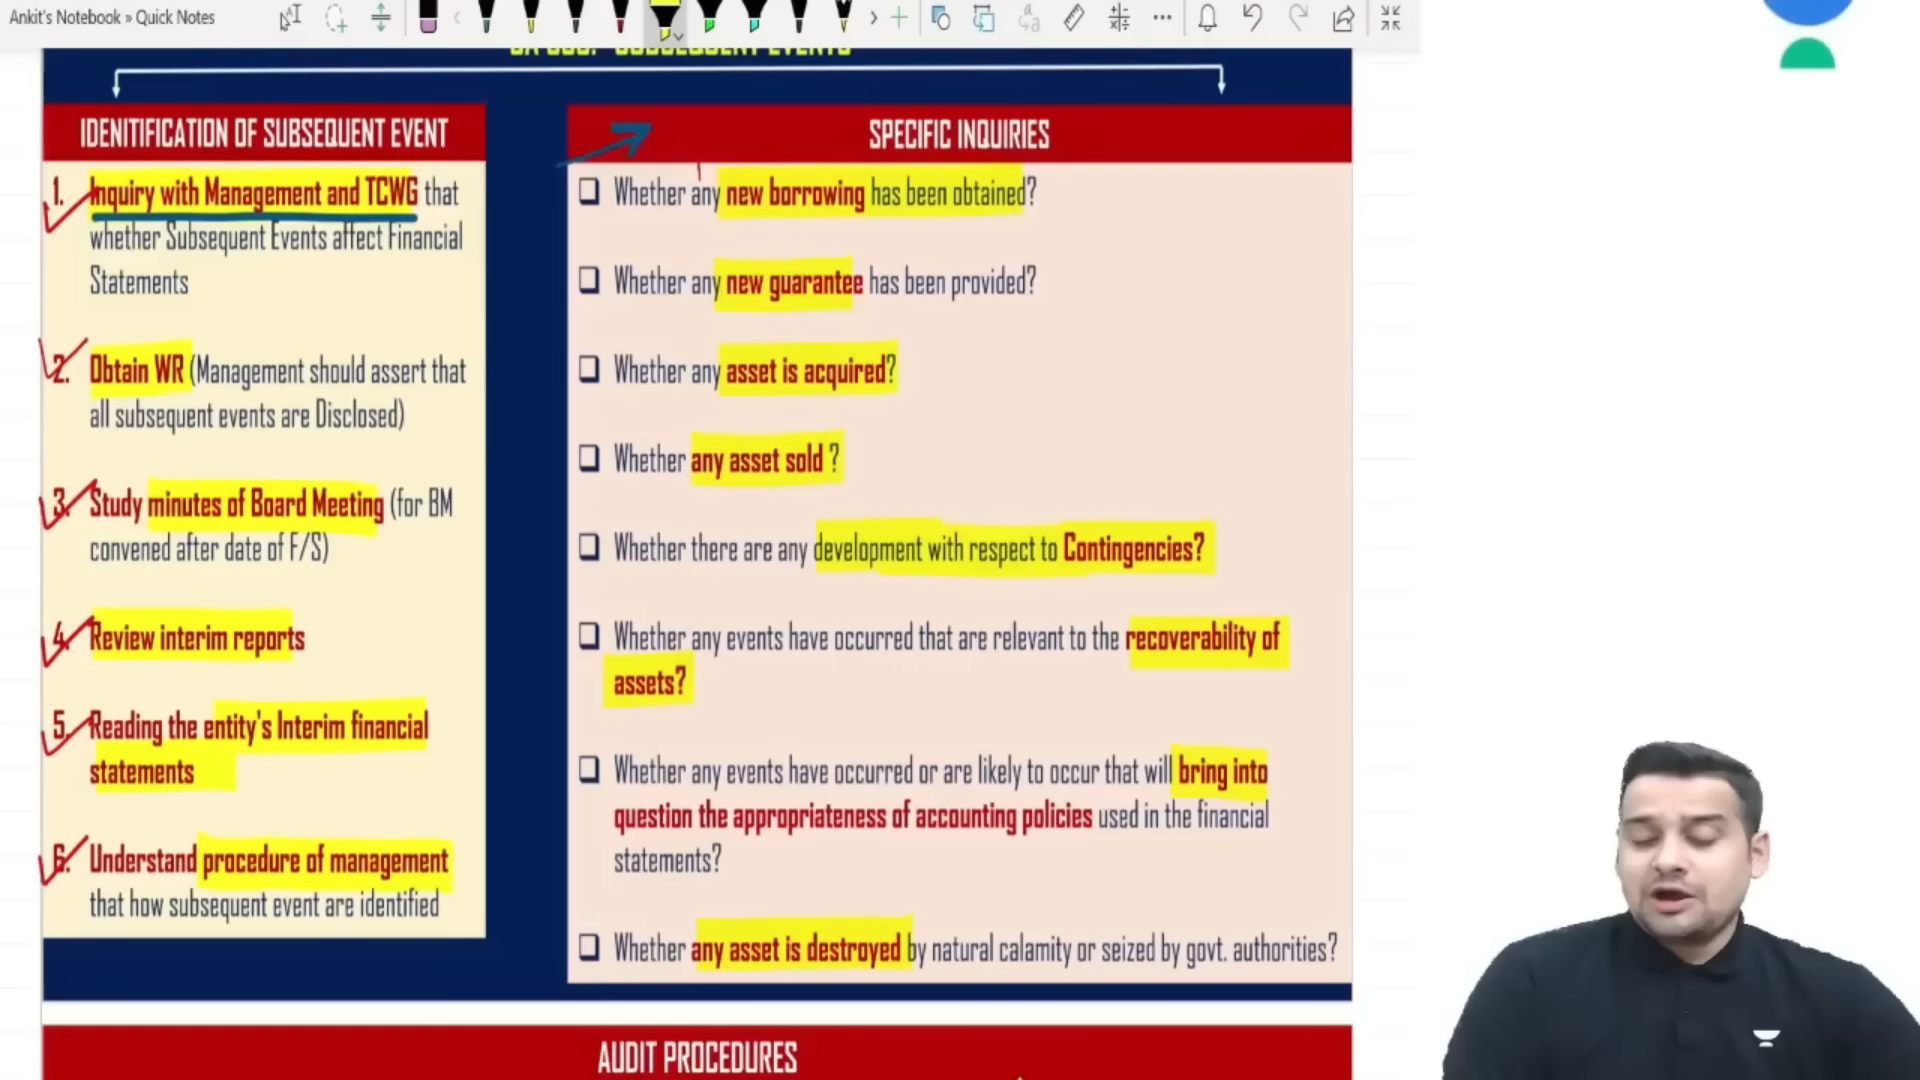 Ankit's Notebook » Quick Notes
SA 560: SUBSEQUENT EVENTS
IDENITIFICATION OF SUBSEQUENT EVENT
1. Inquiry with Management and TCWG that
whether Subsequent Events affect Financial
Statements
2. Obtain WR (Management should assert that
all subsequent events are Disclosed)
3. Study minutes of Board Meeting (for BM
convened after date of F/S)
4. Review interim reports
5. Reading the entity's Interim financial
statements
6. Understand procedure of management
that how subsequent event are identified
SPECIFIC INQUIRIES
Whether any new borrowing has been obtained?
Whether any new guarantee has been provided?
Whether any asset is acquired?
Whether any asset sold ?
Whether there are any development with respect to Contingencies?
Whether any events have occurred that are relevant to the recoverability of
assets?
Whether any events have occurred or are likely to occur that will bring into
question the appropriateness of accounting policies used in the financial
statements?
Whether any asset is destroyed by natural calamity or seized by govt. authorities?
AUDIT PROCEDURES